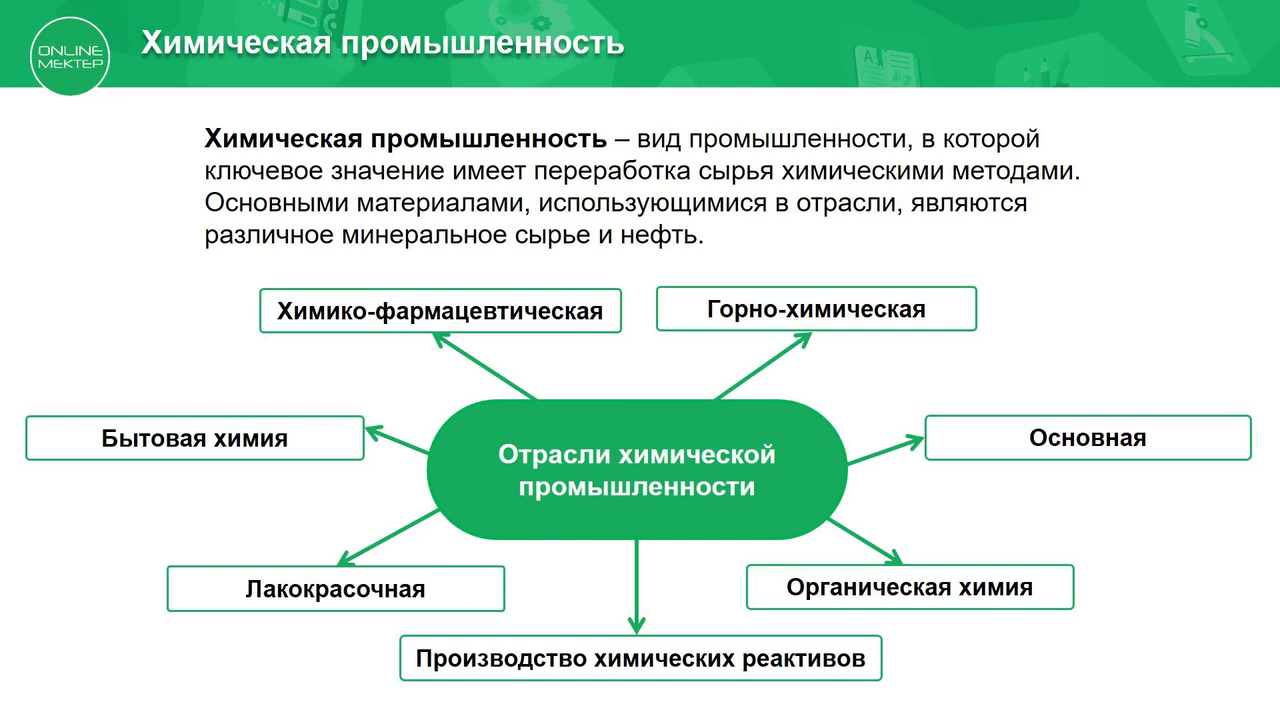 ONLINE
МЕКТЕР
Химическая промышленность
Химическая промышленность – вид промышленности, в которой
ключевое значение имеет переработка сырья химическими методами.
Основными материалами, использующимися в отрасли, являются
различное минеральное сырье и нефть.
Химико-фармацевтическая
Горно-химическая
Бытовая химия
Отрасли химической
промышленности
Основная
Лакокрасочная
Органическая химия
Производство химических реактивов